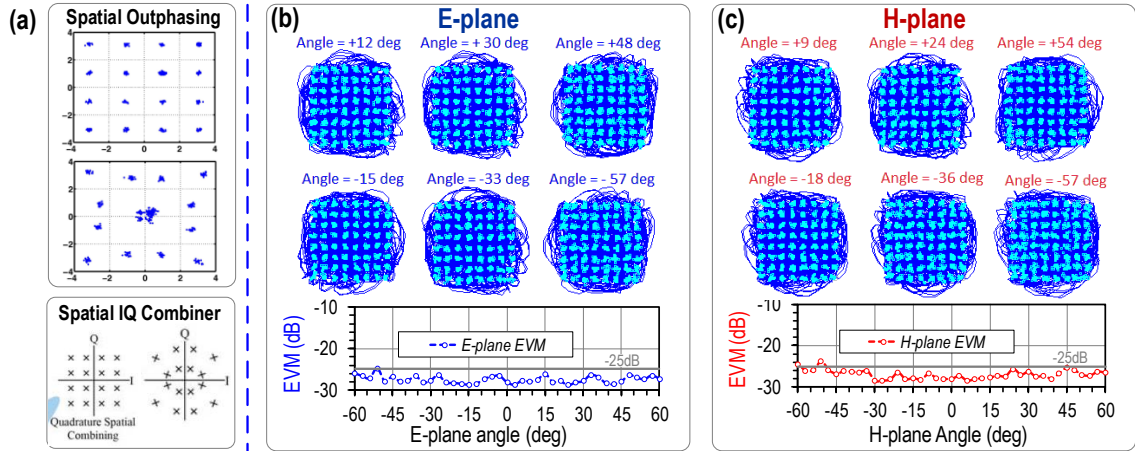 (a)
Spatial Outphasing
4
2
0
−2
−4
−4
−2
0
2
4
4
2
0
−2
−4
−4
−2
0
2
4
Spatial IQ Combiner
Q
I
Q
I
Quadrature Spatial
Combining
(b)
E-plane
Angle = +12 deg
Angle = +30 deg
Angle = +48 deg
Angle = -15 deg
Angle = -33 deg
Angle = - 57 deg
EVM (dB)
-10
-20
-30
E-plane EVM
-25dB
-60
-45
-30
-15
0
15
30
45
60
E-plane angle (deg)
(c)
H-plane
Angle = +9 deg
Angle = +24 deg
Angle = +54 deg
Angle = -18 deg
Angle = -36 deg
Angle = -57 deg
EVM (dB)
-10
-20
-30
H-plane EVM
-25dB
-60
-45
-30
-15
0
15
30
45
60
H-plane Angle (deg)